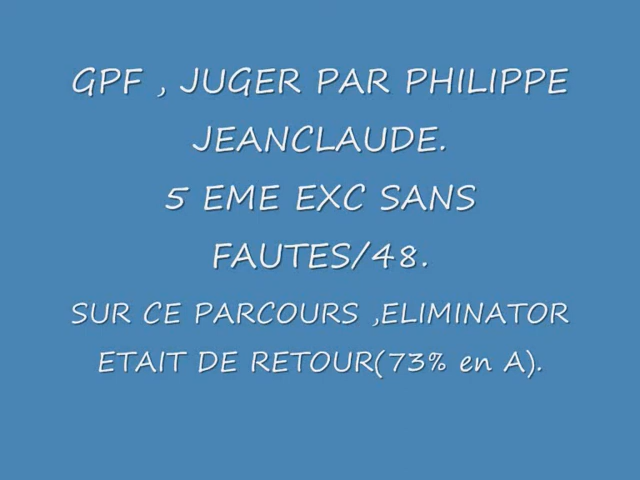 GPF , JUGER PAR PHILIPPE
JEANCLAUDE.
5 EME EXC SANS
FAUTES/48.
SUR CE PARCOURS ,ELIMINATOR
ETAIT DE RETOUR(73% en A).